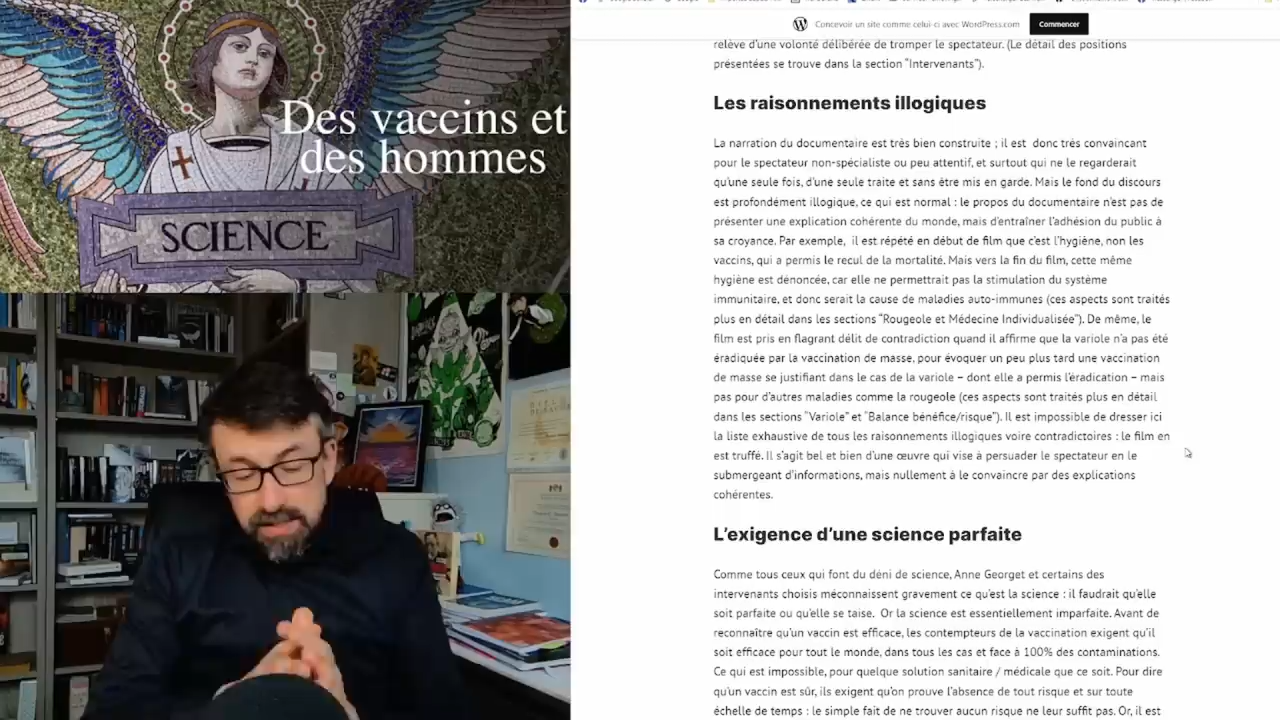 Des vaccins et
des hommes
SCIENCE
Concevoir un site comme celui-ci avec WordPress.com
Commencer
relève d'une volonté délibérée de tromper le spectateur. (Le détail des positions
présentées se trouve dans la section "Intervenants").
Les raisonnements illogiques
La narration du documentaire est très bien construite ; il est donc très convaincant
pour le spectateur non-spécialiste ou peu attentif, et surtout qui ne le regarderait
qu'une seule fois, d'une seule traite et sans être mis en garde. Mais le fond du discours
est profondément illogique, ce qui est normal : le propos du documentaire n'est pas de
présenter une explication cohérente du monde, mais d'entraîner l'adhésion du public à
sa croyance. Par exemple, il est répété en début de film que c'est l'hygiène, non les
vaccins, qui a permis le recul de la mortalité. Mais vers la fin du film, cette même
hygiène est dénoncée, car elle ne permettrait pas la stimulation du système
immunitaire, et donc serait la cause de maladies auto-immunes (ces aspects sont traités
plus en détail dans les sections "Rougeole et Médecine Individualisée"). De même, le
film est pris en flagrant délit de contradiction quand il affirme que la variole n'a pas été
éradiquée par la vaccination de masse, pour évoquer un peu plus tard une vaccination
de masse se justifiant dans le cas de la variole – dont elle a permis l'éradication – mais
pas pour d'autres maladies comme la rougeole (ces aspects sont traités plus en détail
dans les sections "Variole" et "Balance bénéfice/risque"). Il est impossible de dresser ici
la liste exhaustive de tous les raisonnements illogiques voire contradictoires : le film en
est truffé. Il s'agit bel et bien d'une œuvre qui vise à persuader le spectateur en le
submergeant d'informations, mais nullement à le convaincre par des explications
cohérentes.
L'exigence d'une science parfaite
Comme tous ceux qui font du déni de science, Anne Georget et certains des
intervenants choisis méconnaissent gravement ce qu'est la science : il faudrait qu'elle
soit parfaite ou qu'elle se taise. Or la science est essentiellement imparfaite. Avant de
reconnaître qu'un vaccin est efficace, les contempteurs de la vaccination exigent qu'il
soit efficace pour tout le monde, dans tous les cas et face à 100% des contaminations.
Ce qui est impossible, pour quelque solution sanitaire / médicale que ce soit. Pour dire
qu'un vaccin est sûr, ils exigent qu'on prouve l'absence de tout risque et sur toute
échelle de temps : le simple fait de ne trouver aucun risque ne leur suffit pas. Or, il est